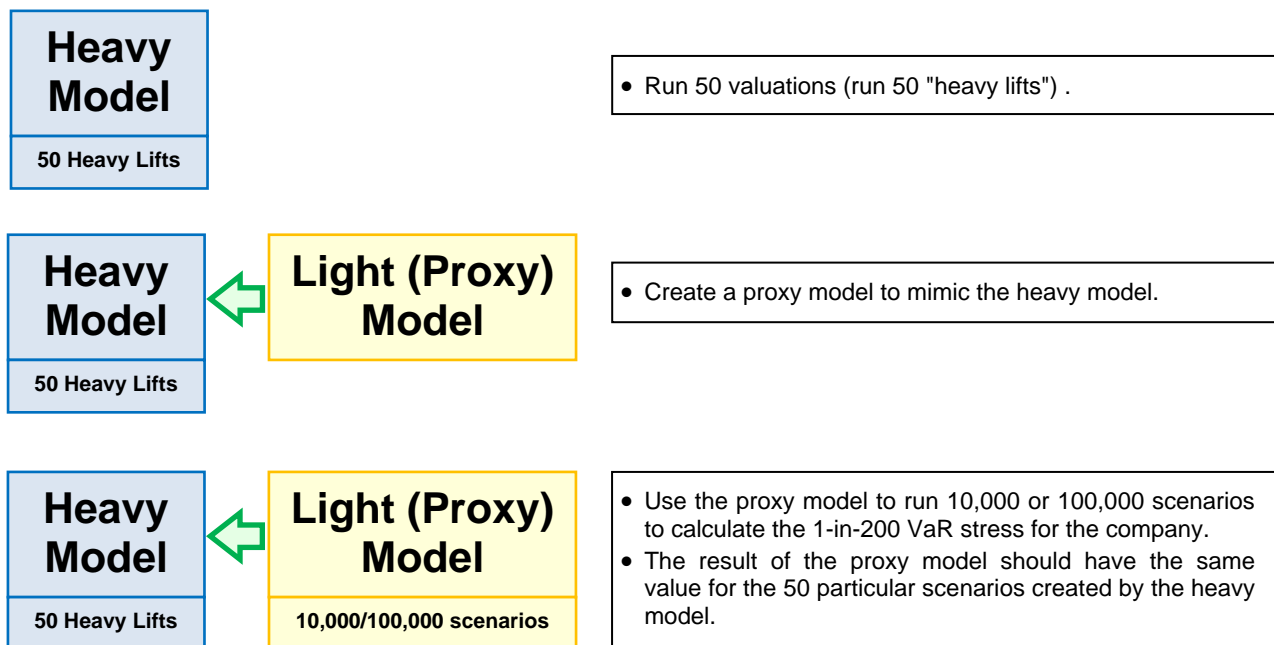 Heavy
Model
50 Heavy Lifts
• Run 50 valuations (run 50 "heavy lifts") .
Heavy
Model
50 Heavy Lifts
Light (Proxy)
Model
• Create a proxy model to mimic the heavy model.
Heavy
Model
50 Heavy Lifts
Light (Proxy)
Model
10,000/100,000 scenarios
• Use the proxy model to run 10,000 or 100,000 scenarios
to calculate the 1-in-200 VaR stress for the company.
• The result of the proxy model should have the same
value for the 50 particular scenarios created by the heavy
model.